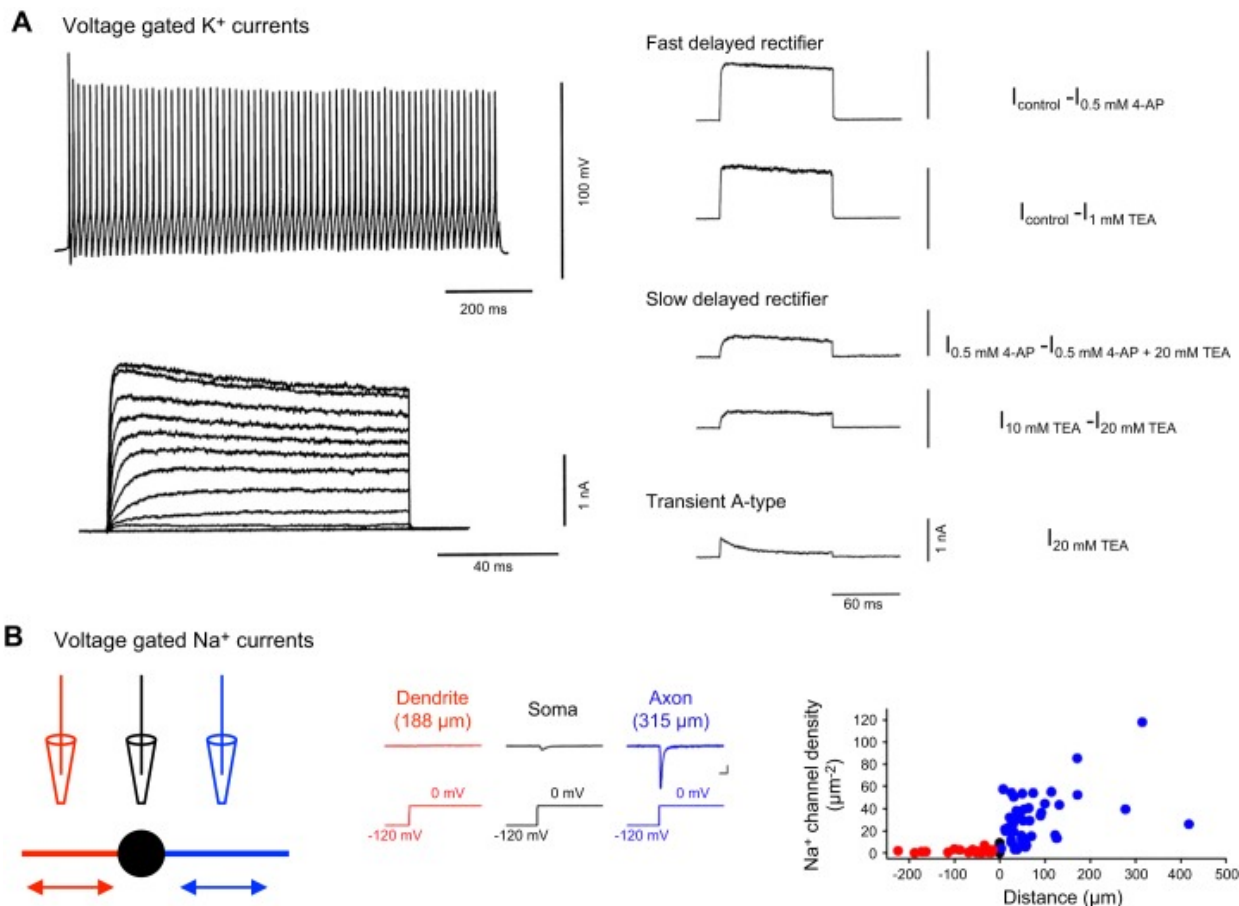 A Voltage gated K⁺ currents
100 mV
200 ms
1 nA
40 ms
Fast delayed rectifier
I control -I 0.5 mM 4-AP
I control -I 1 mM TEA
Slow delayed rectifier
I 0.5 mM 4-AP -I 0.5 mM 4-AP + 20 mM TEA
I 10 mM TEA -I 20 mM TEA
Transient A-type
1 nA
I 20 mM TEA
60 ms
B Voltage gated Na⁺ currents
Dendrite
(188 µm)
Soma
Axon
(315 µm)
0 mV
-120 mV
0 mV
-120 mV
0 mV
-120 mV
Na⁺ channel density
(µm⁻²)
120
100
80
60
40
20
0
-200 -100 0 100 200 300 400 500
Distance (µm)